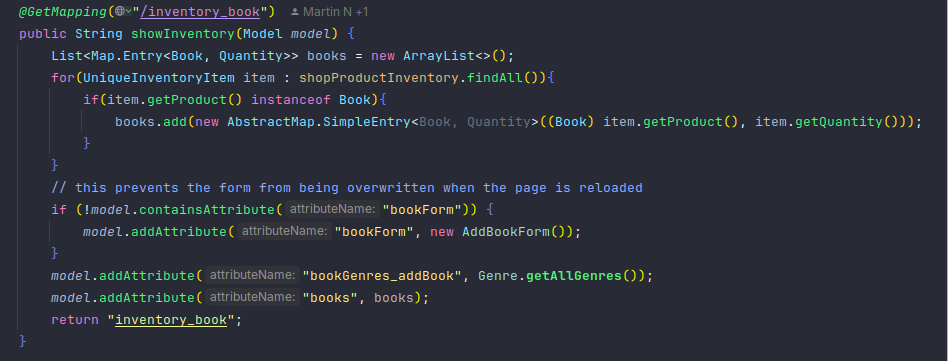 @GetMapping("/inventory_book") Martin N +1
public String showInventory(Model model) {
    List<Map.Entry<Book, Quantity>> books = new ArrayList<>();
    for(UniqueInventoryItem item : shopProductInventory.findAll()){
        if(item.getProduct() instanceof Book){
            books.add(new AbstractMap.SimpleEntry<Book, Quantity>((Book) item.getProduct(), item.getQuantity()));
        }
    }
    // this prevents the form from being overwritten when the page is reloaded
    if (!model.containsAttribute( attributeName: "bookForm")) {
        model.addAttribute( attributeName: "bookForm", new AddBookForm());
    }
    model.addAttribute( attributeName: "bookGenres_addBook", Genre.getAllGenres());
    model.addAttribute( attributeName: "books", books);
    return "inventory_book";
}